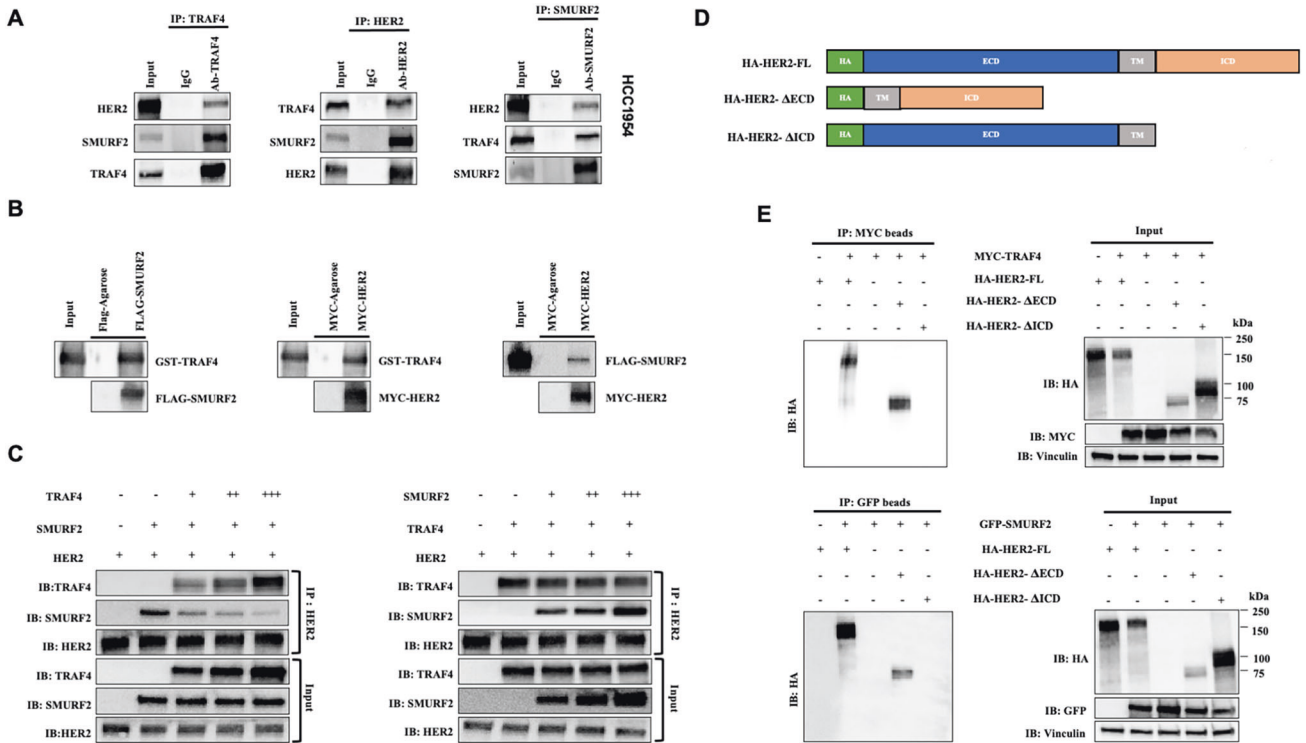 A
IP: TRAF4
Input
IgG
Ab-TRAF4
HER2
SMURF2
TRAF4
IP: HER2
Input
IgG
Ab-HER2
TRAF4
SMURF2
HER2
IP: SMURF2
Input
IgG
Ab-SMURF2
HER2
TRAF4
SMURF2
HCC1954
B
Input
Flag-Agarose
FLAG-SMURF2
GST-TRAF4
FLAG-SMURF2
Input
MYC-Agarose
MYC-HER2
GST-TRAF4
MYC-HER2
Input
MYC-Agarose
MYC-HER2
FLAG-SMURF2
MYC-HER2
C
TRAF4 - - + ++ +++
SMURF2 - + + + +
HER2 + + + + +
IB:TRAF4
IB: SMURF2
IB: HER2
IP: HER2
IB: TRAF4
IB: SMURF2
IB:HER2
Input
SMURF2 - - + ++ +++
TRAF4 - + + + +
HER2 + + + + +
IB: TRAF4
IB: SMURF2
IB: HER2
IP: HER2
IB: TRAF4
IB: SMURF2
IB: HER2
Input
D
HA-HER2-FL HA ECD TM ICD
HA-HER2- ΔECD HA TM ICD
HA-HER2- ΔICD HA ECD TM
E
IP: MYC beads Input
- + + + + MYC-TRAF4 - + + + +
+ + - - - HA-HER2-FL + + - - -
- - - + - HA-HER2- ΔECD - - - + -
- - - - + HA-HER2- ΔICD - - - - +
kDa
250
150
100
75
IB: HA
IB: HA
IB: MYC
IB: Vinculin
IP: GFP beads Input
- + + + + GFP-SMURF2 - + + + +
+ + - - - HA-HER2-FL + + - - -
- - - + - HA-HER2- ΔECD - - - + -
- - - - + HA-HER2- ΔICD - - - - +
kDa
250
150
100
75
IB: HA
IB: HA
IB: GFP
IB: Vinculin